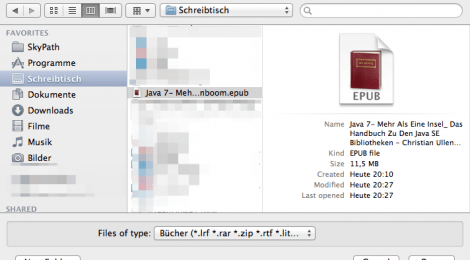 Schreibtisch
FAVORITES
SkyPath
Programme
Schreibtisch
Dokumente
Downloads
Filme
Musik
Bilder
SHARED
Java 7- Meh...nboom.epub
EPUB
Name Java 7- Mehr Als Eine Insel_ Das
Handbuch Zu Den Java SE
Bibliotheken - Christian Ullen...
Kind EPUB file
Size 11,5 MB
Created Heute 20:10
Modified Heute 20:27
Last opened Heute 20:27
Files of type: Bücher (*.lrf *.rar *.zip *.rtf *.lit...